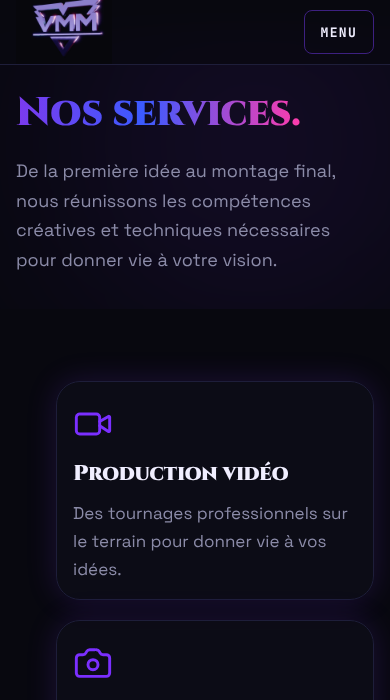 VMM
MENU
Nos services.
De la première idée au montage final,
nous réunissons les compétences
créatives et techniques nécessaires
pour donner vie à votre vision.
Production vidéo
Des tournages professionnels sur
le terrain pour donner vie à vos
idées.